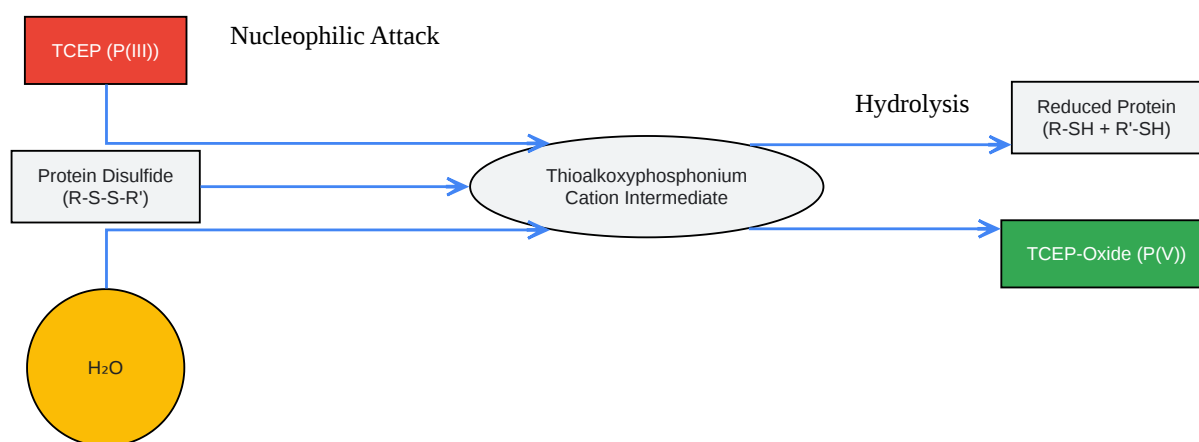 TCEP (P(III))
Nucleophilic Attack
Hydrolysis
Reduced Protein
(R-SH + R'-SH)
Protein Disulfide
(R-S-S-R')
Thioalkoxyphosphonium
Cation Intermediate
TCEP-Oxide (P(V))
H₂O